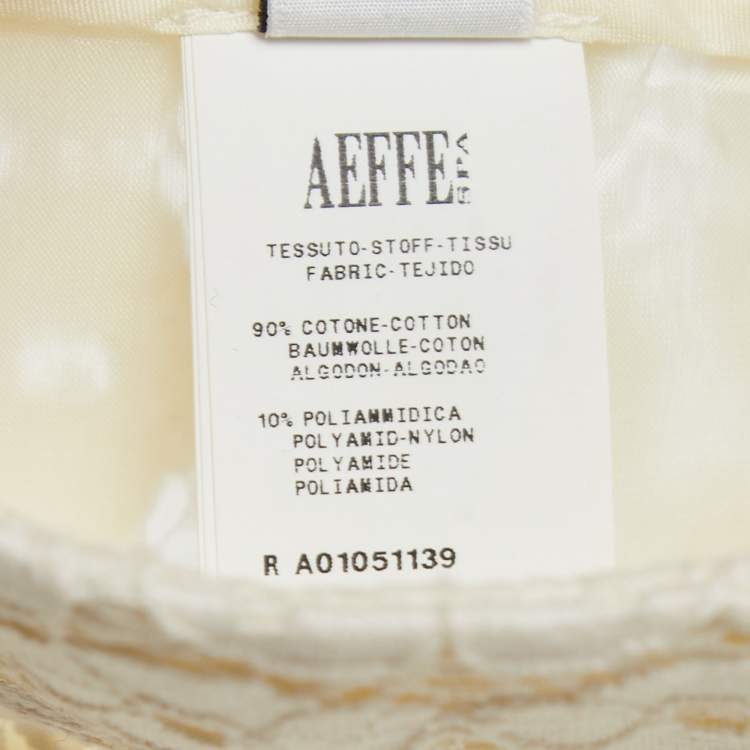 AEFFE SPA
TESSUTO-STOFF-TISSU
FABRIC-TEJIDO
90% COTONE-COTTON
BAUMWOLLE-COTON
ALGODON-ALGODAO
10% POLIAMMIDICA
POLYAMID-NYLON
POLYAMIDE
POLIAMIDA
R A01051139